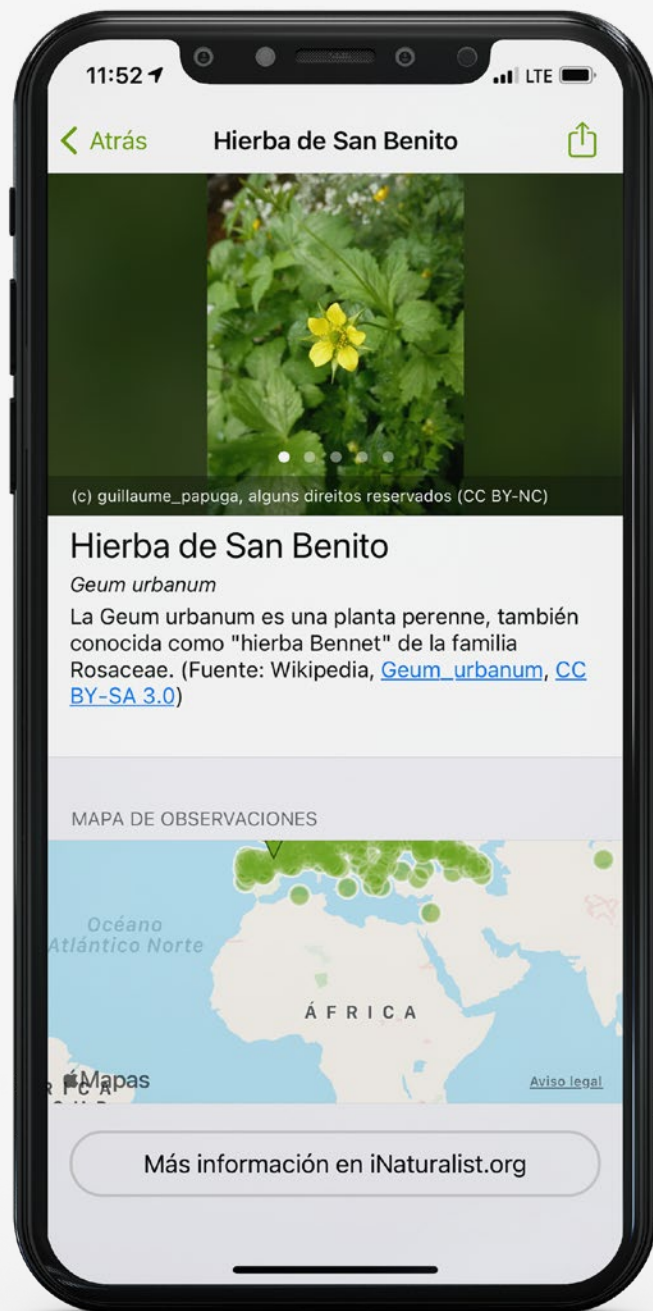 11:52
LTE
Atrás
Hierba de San Benito
(c) guillaume_papuga, alguns direitos reservados (CC BY-NC)
Hierba de San Benito
Geum urbanum
La Geum urbanum es una planta perenne, también
conocida como "hierba Bennet" de la familia
Rosaceae. (Fuente: Wikipedia, Geum_urbanum, CC
BY-SA 3.0)
MAPA DE OBSERVACIONES
Océano
Atlántico Norte
ÁFRICA
Mapas
Aviso legal
Más información en iNaturalist.org